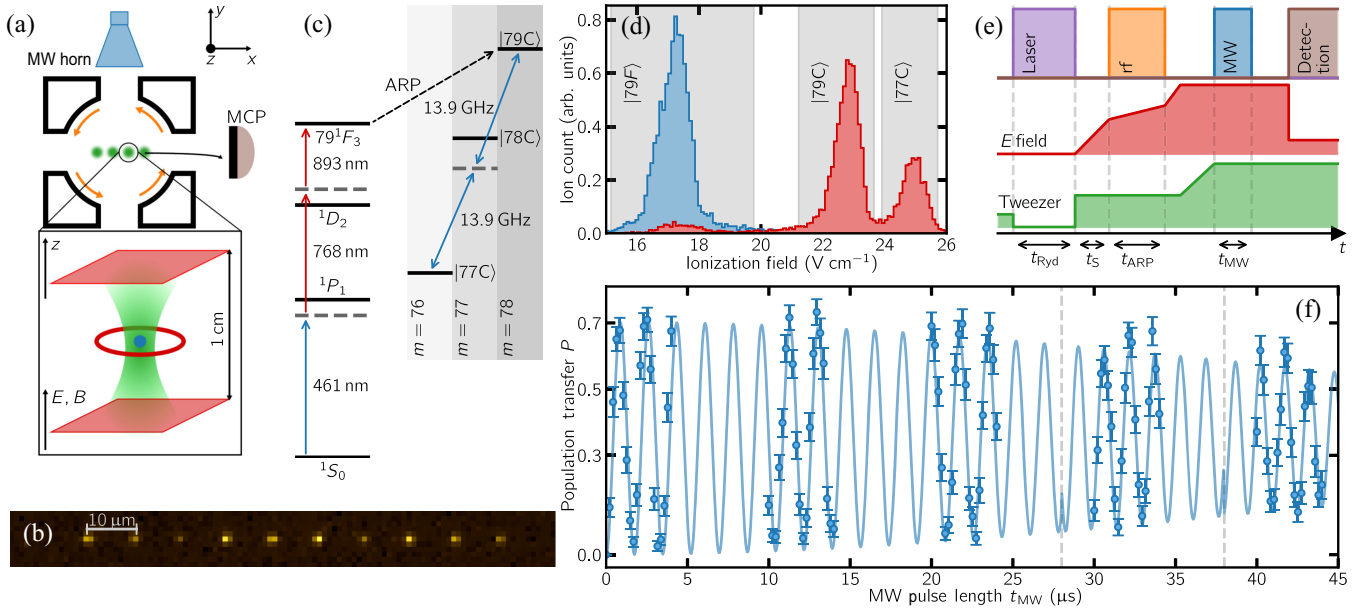 (a)
y
z
x
MW horn
MCP
z
1 cm
E, B
(b)
10 μm
(c)
|79C⟩
ARP
13.9 GHz
79¹F₃
|78C⟩
893 nm
¹D₂
13.9 GHz
768 nm
|77C⟩
¹P₁
m = 76
m = 77
m = 78
461 nm
¹S₀
(d)
Ion count (arb. units)
0.8
0.6
0.4
0.2
0.0
|79F⟩
|79C⟩
|77C⟩
16
18
20
22
24
26
Ionization field (V cm⁻¹)
(e)
Laser
rf
MW
Detec-
tion
E field
Tweezer
t
t_Ryd
t_S
t_ARP
t_MW
(f)
Population transfer P
0.7
0.5
0.3
0.0
0
5
10
15
20
25
30
35
40
45
MW pulse length t_MW (μs)